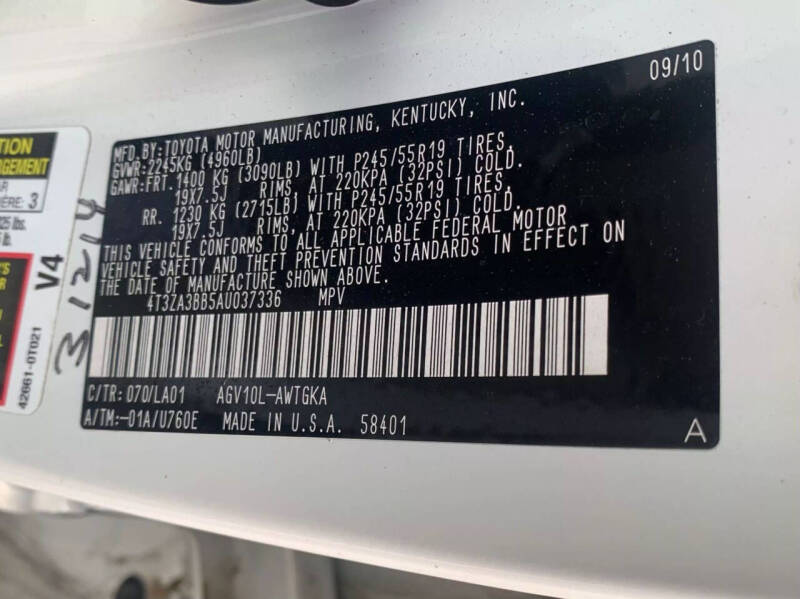 09/10
MFD.BY:TOYOTA MOTOR MANUFACTURING, KENTUCKY, INC.
GVWR:2245KG (4960LB)
GAWR:FRT. 1400 KG (3090LB) WITH P245/55R19 TIRES,
19X7.5J RIMS, AT 220KPA (32PSI) COLD.
RR. 1230 KG (2715LB) WITH P245/55R19 TIRES,
19X7.5J RIMS, AT 220KPA (32PSI) COLD.
THIS VEHICLE CONFORMS TO ALL APPLICABLE FEDERAL MOTOR
VEHICLE SAFETY AND THEFT PREVENTION STANDARDS IN EFFECT ON
THE DATE OF MANUFACTURE SHOWN ABOVE.
4T3ZA3BB5AU037336 MPV
C/TR: 070/LA01 AGV10L-AWTGKA
A/TM:-01A/U760E MADE IN U.S.A. 58401
A
V4
42661-0T021